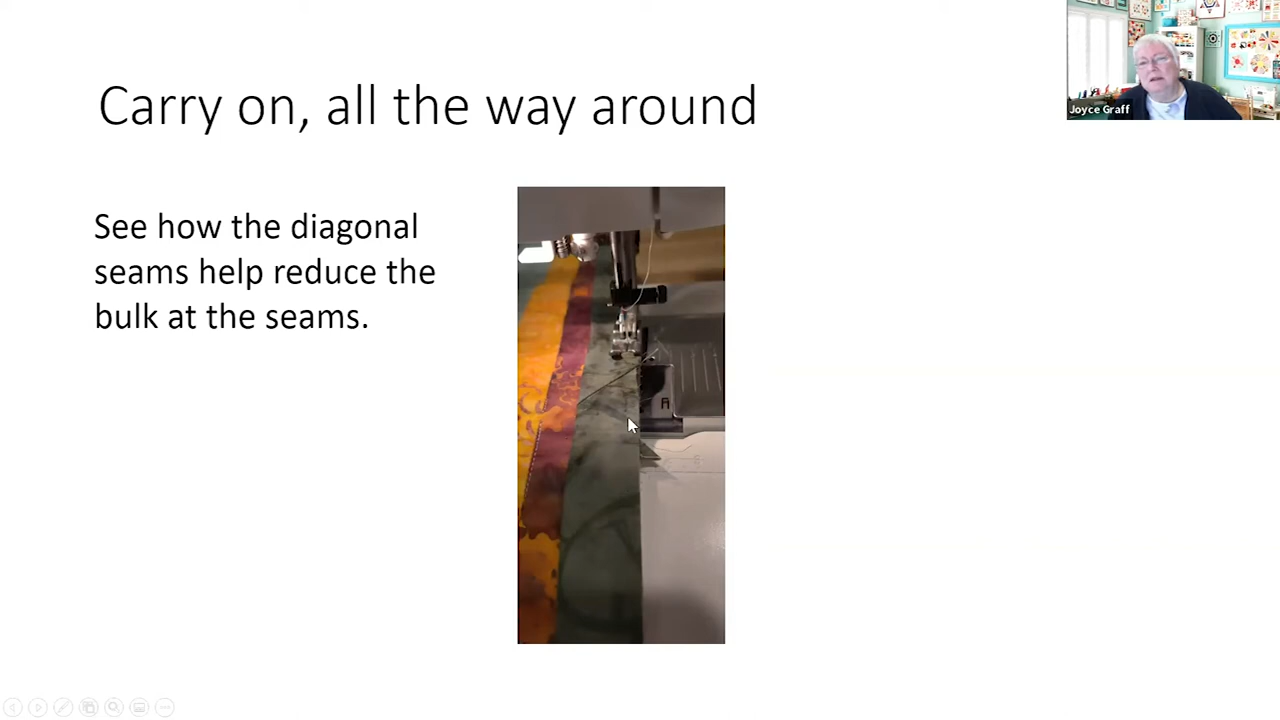 Carry on, all the way around
Joyce Graff
See how the diagonal
seams help reduce the
bulk at the seams.
A